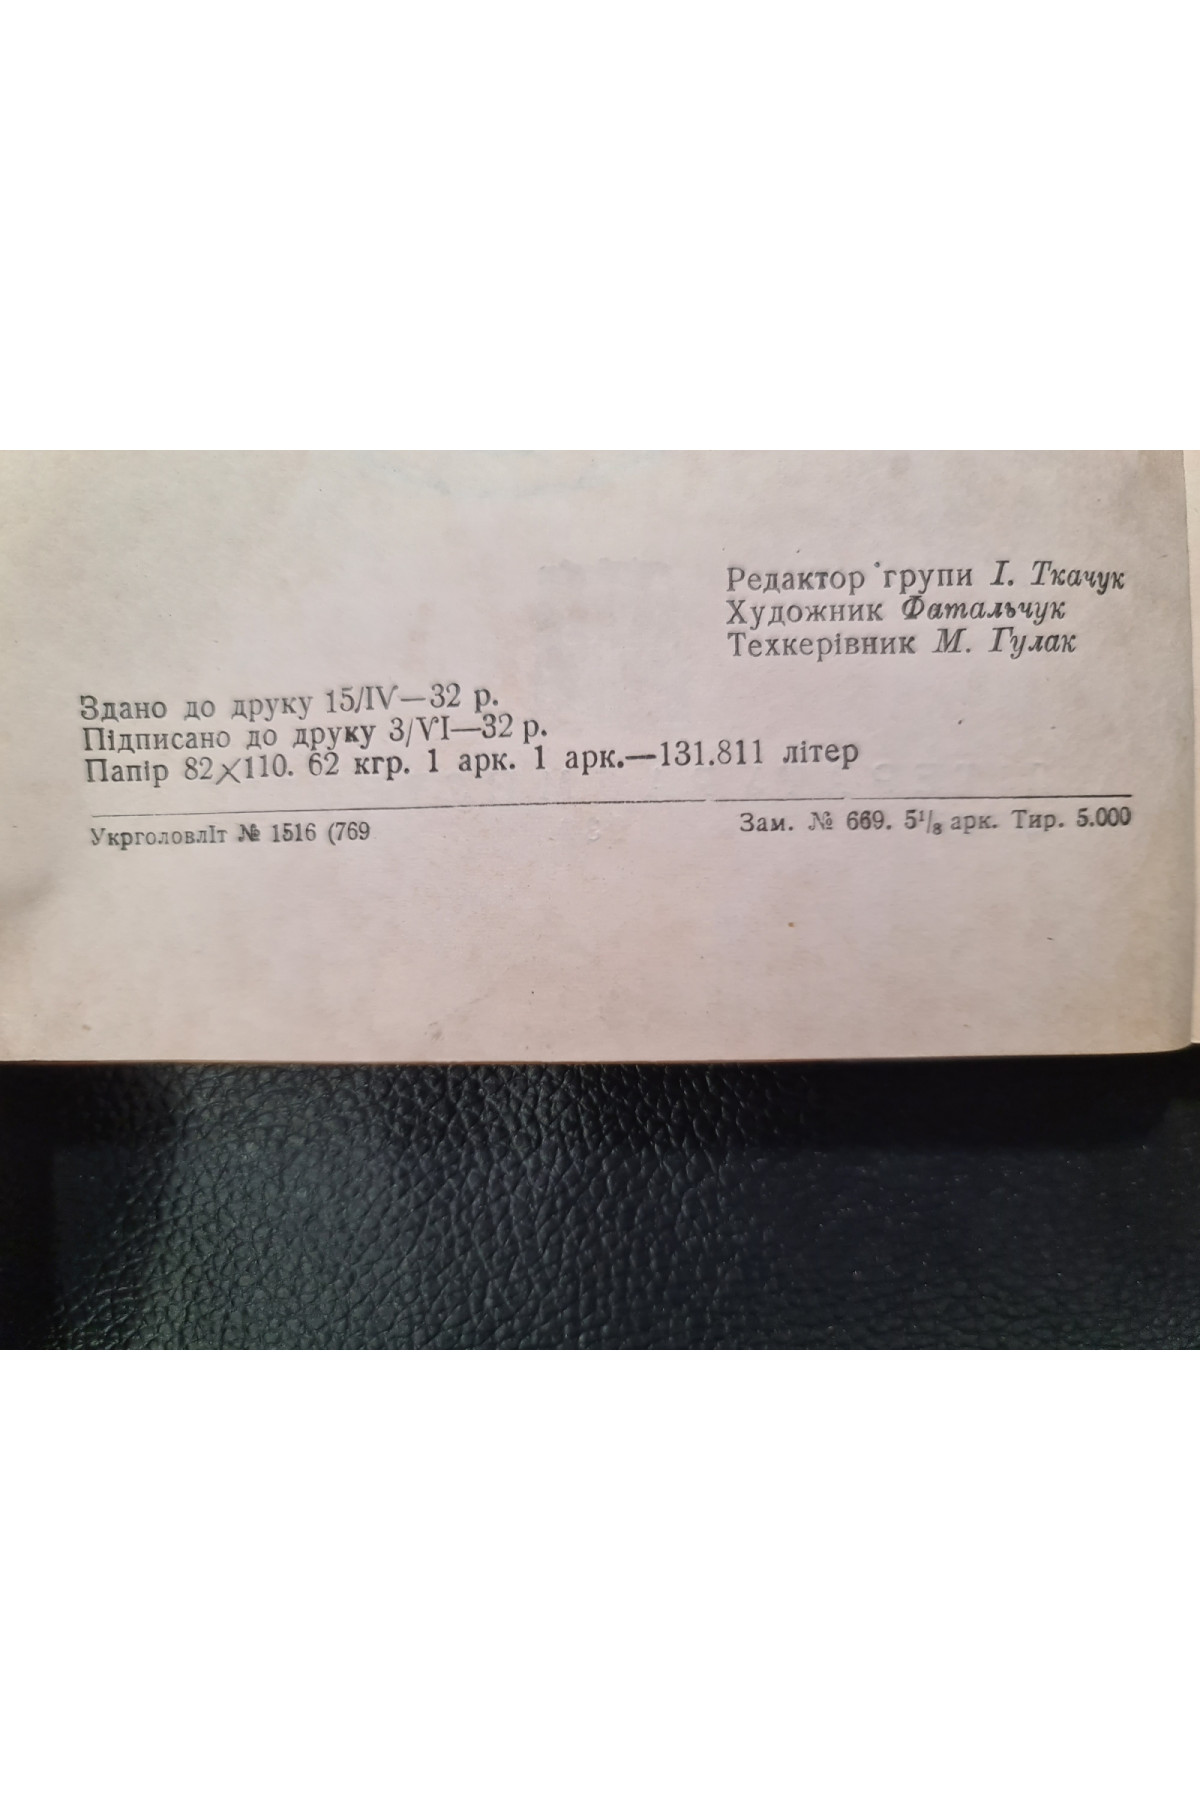 Редактор групи І. Ткачук
Художник Фатальчук
Техкерівник М. Гулак
Здано до друку 15/IV—32 р.
Підписано до друку 3/VI—32 р.
Папір 82×110. 62 кгр. 1 арк. 1 арк.—131.811 літер
Укрголовліт № 1516 (769
Зам. № 669. 5¹/₈ арк. Тир. 5.000